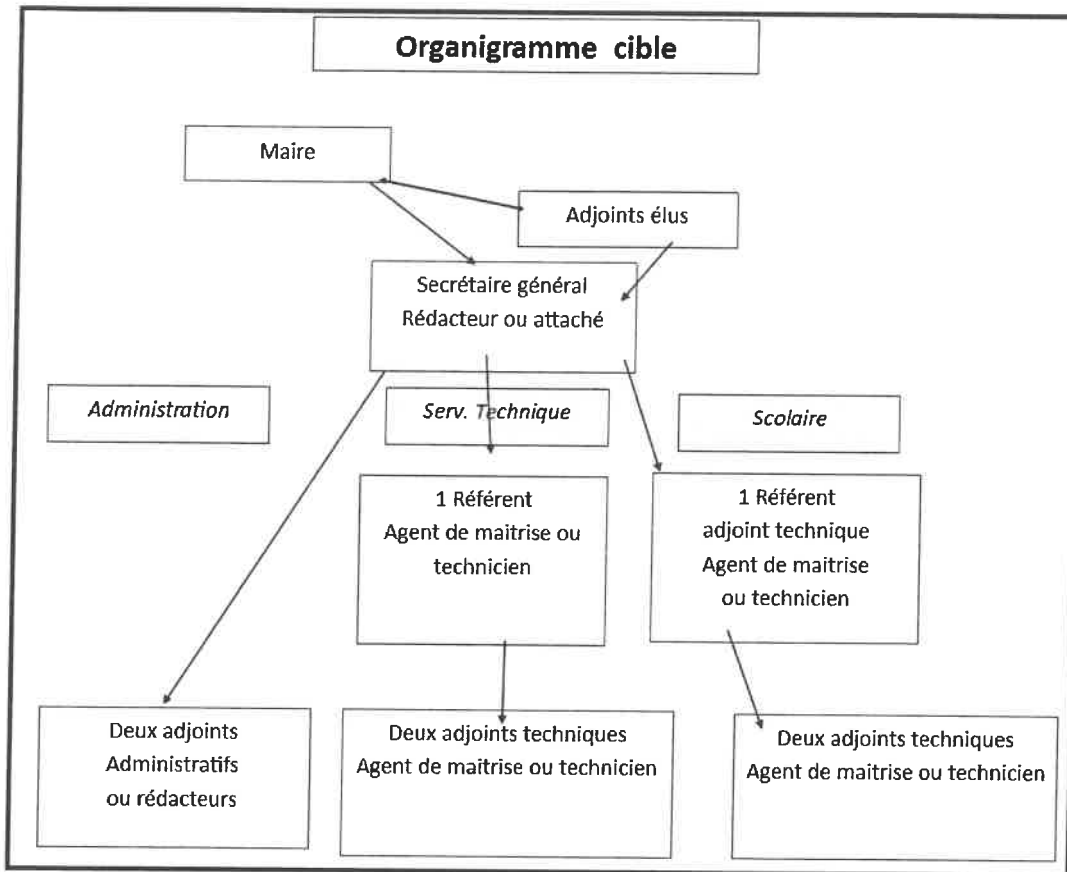 Organigramme cible
Maire
Adjoints élus
Secrétaire général
Rédacteur ou attaché
Administration
Serv. Technique
Scolaire
1 Référent
Agent de maitrise ou
technicien
1 Référent
adjoint technique
Agent de maitrise
ou technicien
Deux adjoints
Administratifs
ou rédacteurs
Deux adjoints techniques
Agent de maitrise ou technicien
Deux adjoints techniques
Agent de maitrise ou technicien